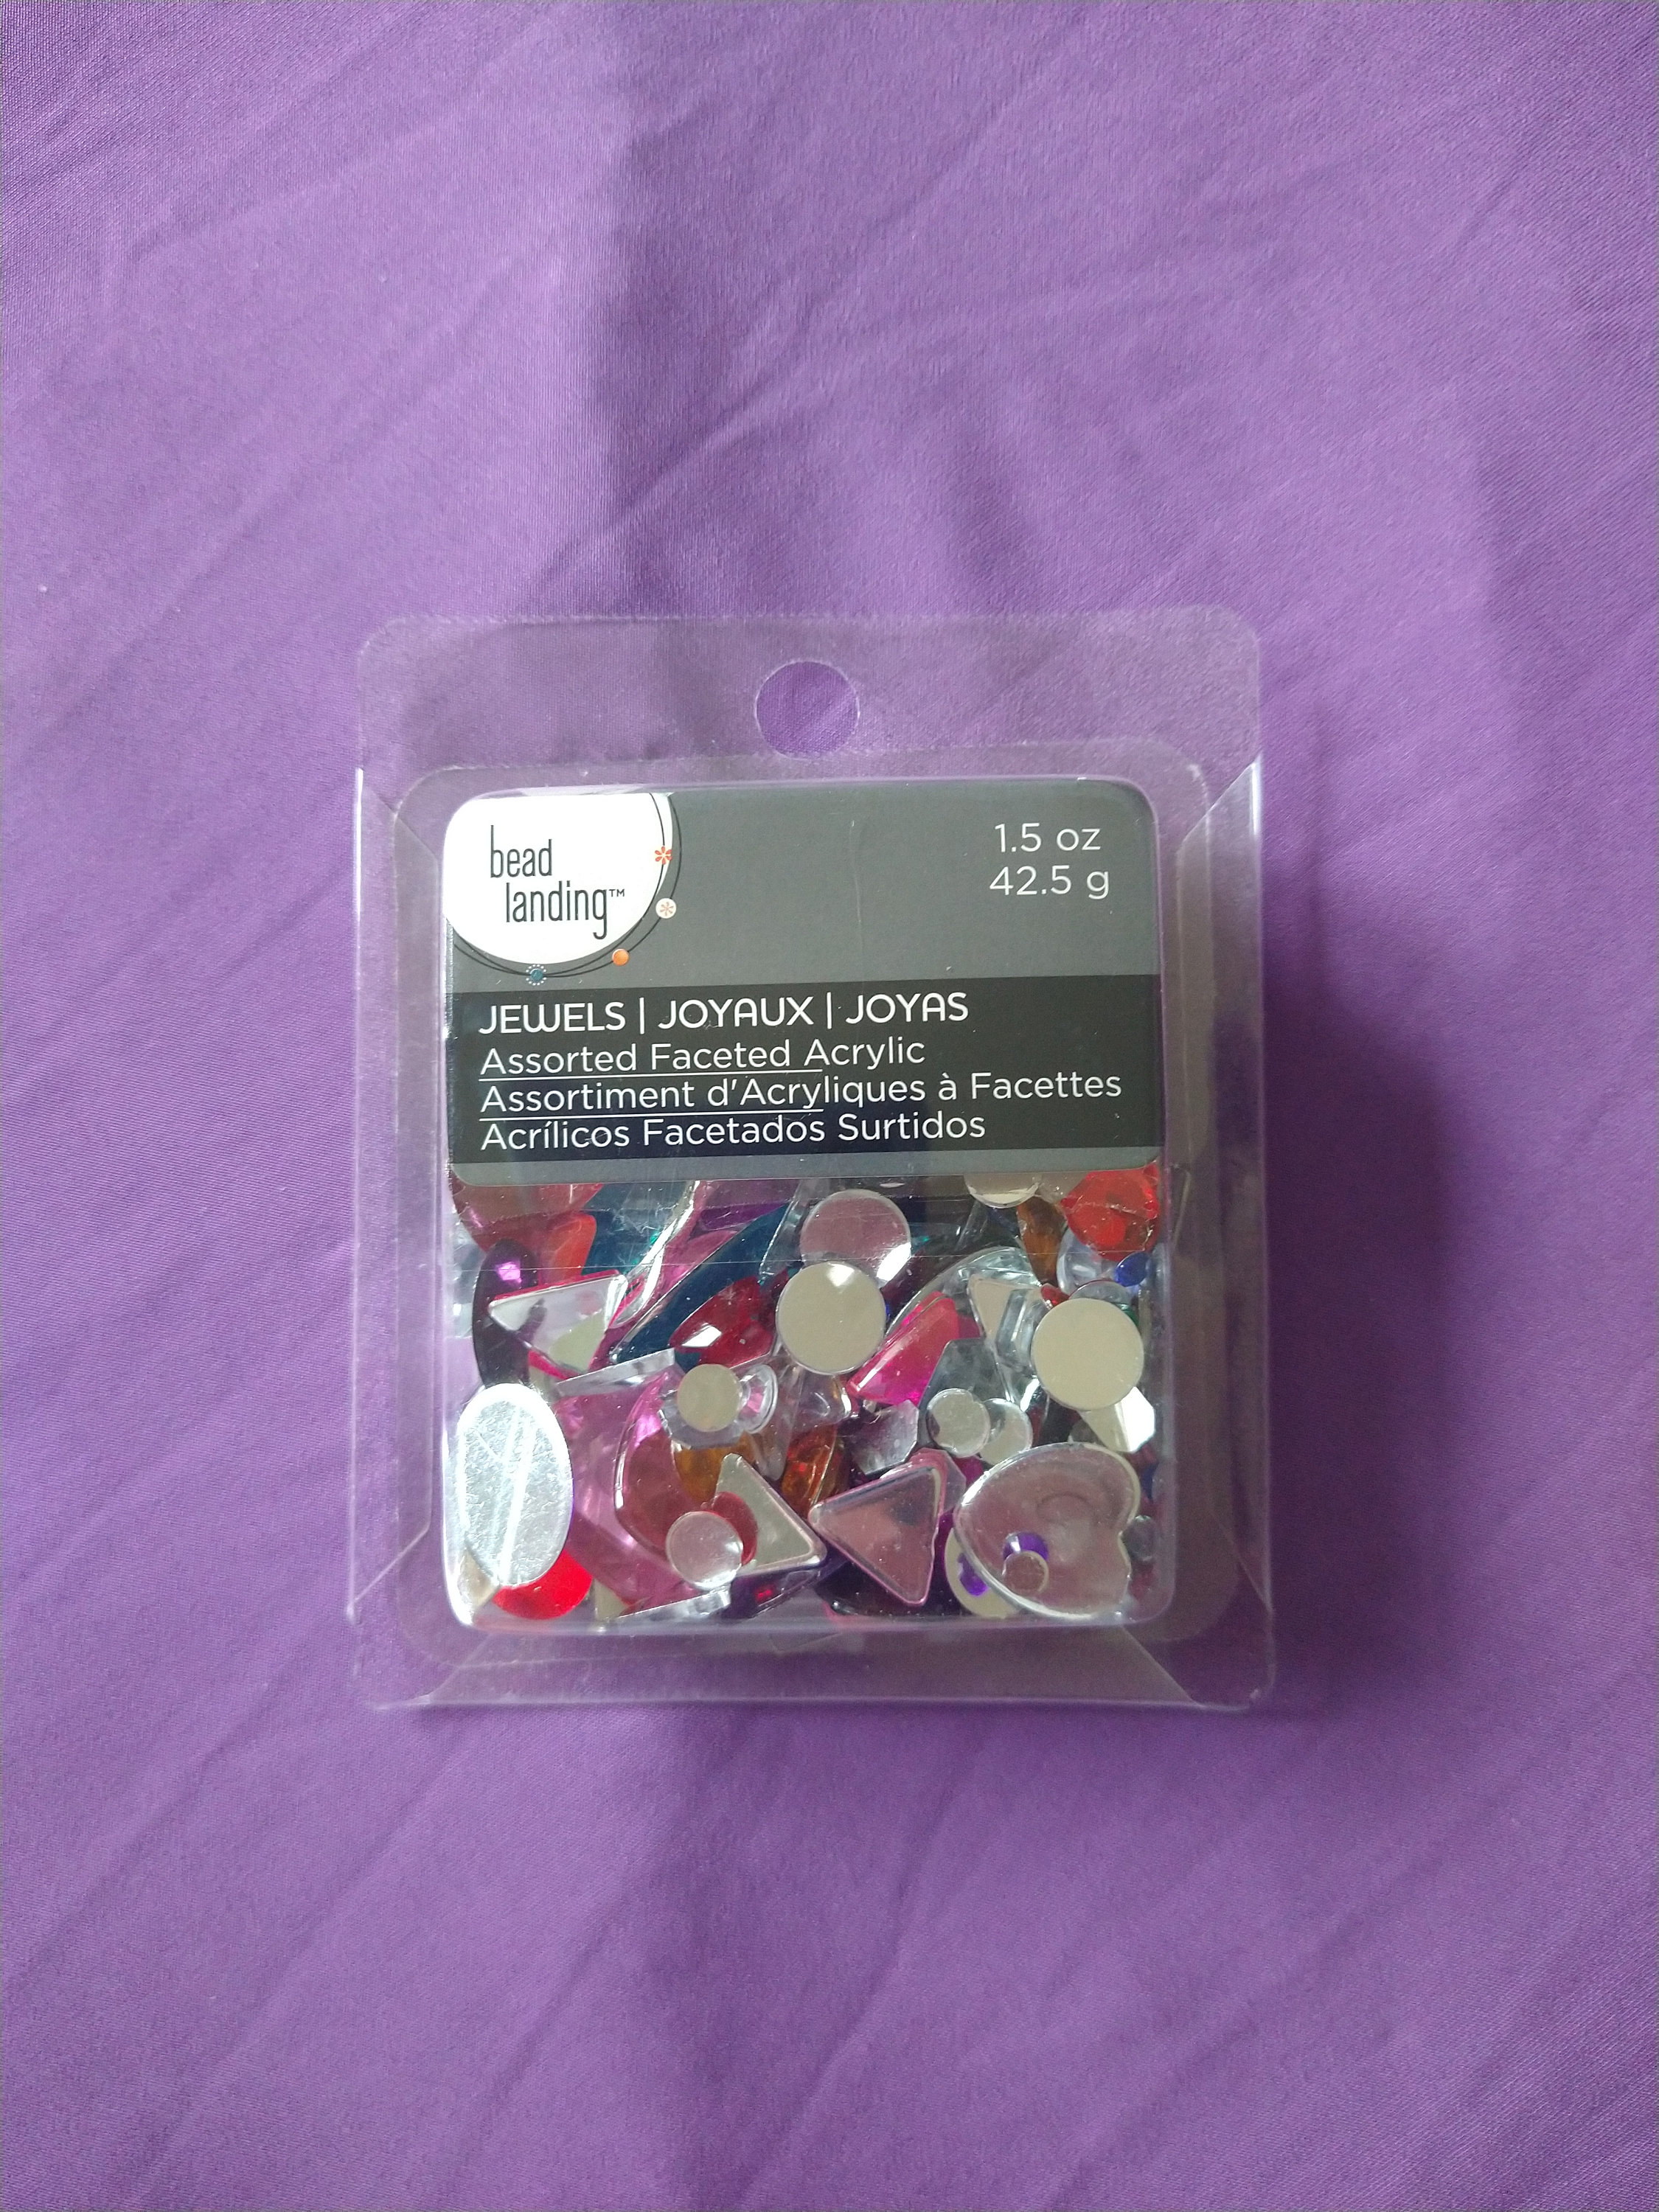 bead
landing™
1.5 oz
42.5 g
JEWELS | JOYAUX | JOYAS
Assorted Faceted Acrylic
Assortiment d'Acryliques à Facettes
Acrílicos Facetados Surtidos